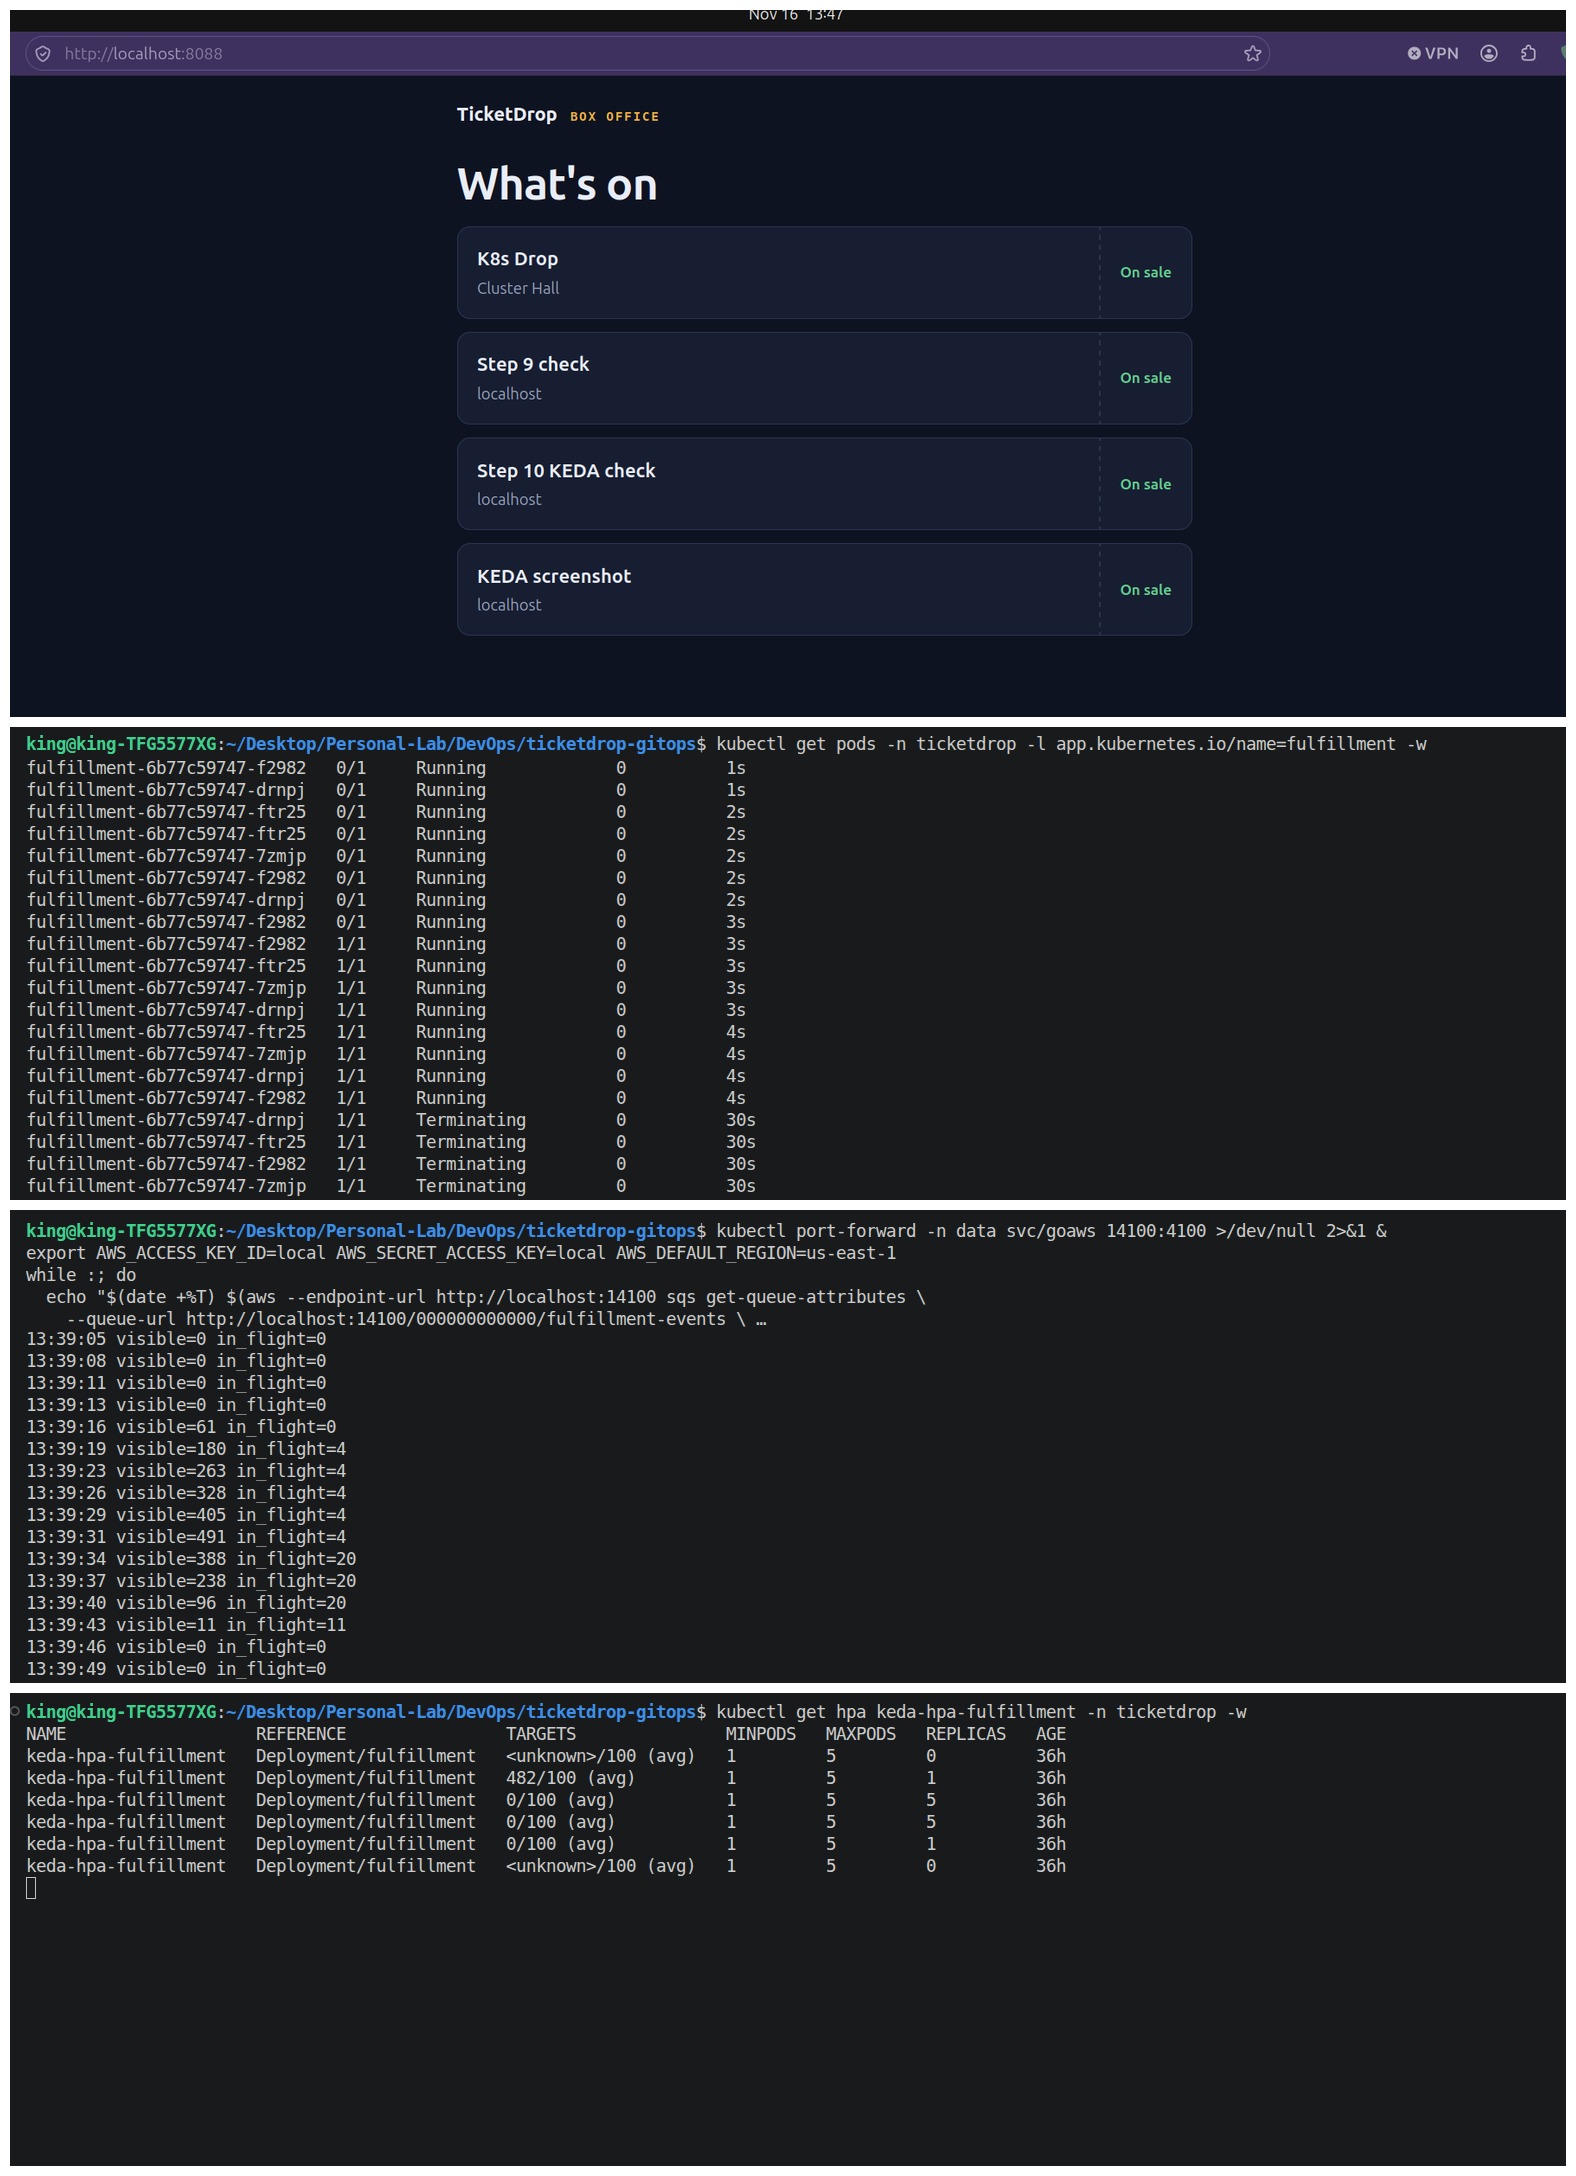 Nov 16 13:47
http://localhost:8088
VPN
TicketDrop BOX OFFICE
What's on
K8s Drop
Cluster Hall
On sale
Step 9 check
localhost
On sale
Step 10 KEDA check
localhost
On sale
KEDA screenshot
localhost
On sale
king@king-TFG5577XG:~/Desktop/Personal-Lab/DevOps/ticketdrop-gitops$ kubectl get pods -n ticketdrop -l app.kubernetes.io/name=fulfillment -w
fulfillment-6b77c59747-f2982   0/1     Running             0          1s
fulfillment-6b77c59747-drnpj   0/1     Running             0          1s
fulfillment-6b77c59747-ftr25   0/1     Running             0          2s
fulfillment-6b77c59747-ftr25   0/1     Running             0          2s
fulfillment-6b77c59747-7zmjp   0/1     Running             0          2s
fulfillment-6b77c59747-f2982   0/1     Running             0          2s
fulfillment-6b77c59747-drnpj   0/1     Running             0          2s
fulfillment-6b77c59747-f2982   0/1     Running             0          3s
fulfillment-6b77c59747-f2982   1/1     Running             0          3s
fulfillment-6b77c59747-ftr25   1/1     Running             0          3s
fulfillment-6b77c59747-7zmjp   1/1     Running             0          3s
fulfillment-6b77c59747-drnpj   1/1     Running             0          3s
fulfillment-6b77c59747-ftr25   1/1     Running             0          4s
fulfillment-6b77c59747-7zmjp   1/1     Running             0          4s
fulfillment-6b77c59747-drnpj   1/1     Running             0          4s
fulfillment-6b77c59747-f2982   1/1     Running             0          4s
fulfillment-6b77c59747-drnpj   1/1     Terminating         0          30s
fulfillment-6b77c59747-ftr25   1/1     Terminating         0          30s
fulfillment-6b77c59747-f2982   1/1     Terminating         0          30s
fulfillment-6b77c59747-7zmjp   1/1     Terminating         0          30s
king@king-TFG5577XG:~/Desktop/Personal-Lab/DevOps/ticketdrop-gitops$ kubectl port-forward -n data svc/goaws 14100:4100 >/dev/null 2>&1 &
export AWS_ACCESS_KEY_ID=local AWS_SECRET_ACCESS_KEY=local AWS_DEFAULT_REGION=us-east-1
while :; do
  echo "$(date +%T) $(aws --endpoint-url http://localhost:14100 sqs get-queue-attributes \
    --queue-url http://localhost:14100/000000000000/fulfillment-events \ …
13:39:05 visible=0 in_flight=0
13:39:08 visible=0 in_flight=0
13:39:11 visible=0 in_flight=0
13:39:13 visible=0 in_flight=0
13:39:16 visible=61 in_flight=0
13:39:19 visible=180 in_flight=4
13:39:23 visible=263 in_flight=4
13:39:26 visible=328 in_flight=4
13:39:29 visible=405 in_flight=4
13:39:31 visible=491 in_flight=4
13:39:34 visible=388 in_flight=20
13:39:37 visible=238 in_flight=20
13:39:40 visible=96 in_flight=20
13:39:43 visible=11 in_flight=11
13:39:46 visible=0 in_flight=0
13:39:49 visible=0 in_flight=0
king@king-TFG5577XG:~/Desktop/Personal-Lab/DevOps/ticketdrop-gitops$ kubectl get hpa keda-hpa-fulfillment -n ticketdrop -w
NAME                   REFERENCE                TARGETS               MINPODS   MAXPODS   REPLICAS   AGE
keda-hpa-fulfillment   Deployment/fulfillment   <unknown>/100 (avg)   1         5         0          36h
keda-hpa-fulfillment   Deployment/fulfillment   482/100 (avg)         1         5         1          36h
keda-hpa-fulfillment   Deployment/fulfillment   0/100 (avg)           1         5         5          36h
keda-hpa-fulfillment   Deployment/fulfillment   0/100 (avg)           1         5         5          36h
keda-hpa-fulfillment   Deployment/fulfillment   0/100 (avg)           1         5         1          36h
keda-hpa-fulfillment   Deployment/fulfillment   <unknown>/100 (avg)   1         5         0          36h